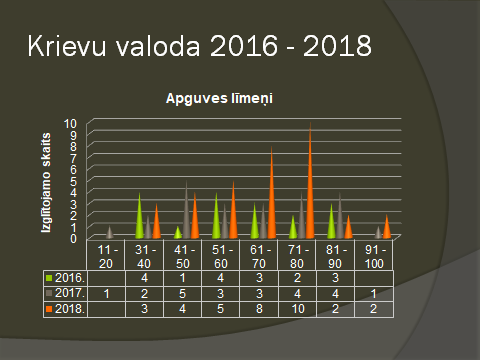 Krievu valoda 2016 - 2018
Apguves līmeņi
Izglītojamo skaits
10
9
8
7
6
5
4
3
2
1
0
11 - 20 31 - 40 41 - 50 51 - 60 61 - 70 71 - 80 81 - 90 91 - 100
2016. 4 1 4 3 2 3
2017. 1 2 5 3 3 4 4 1
2018. 3 4 5 8 10 2 2